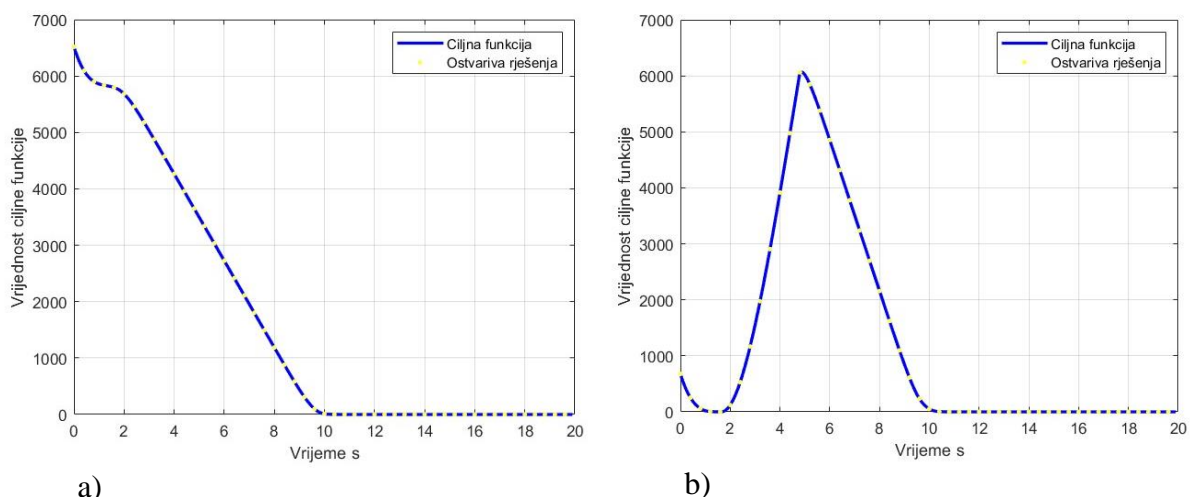 7000
6000
5000
4000
3000
2000
1000
0
Vrijednost ciljne funkcije
0 2 4 6 8 10 12 14 16 18 20
Vrijeme s
Ciljna funkcija
Ostvariva rješenja
a)
7000
6000
5000
4000
3000
2000
1000
0
Vrijednost ciljne funkcije
0 2 4 6 8 10 12 14 16 18 20
Vrijeme s
Ciljna funkcija
Ostvariva rješenja
b)